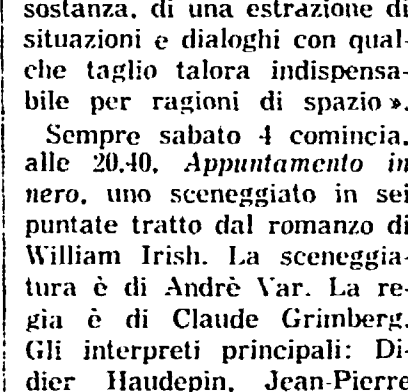 sostanza, di una estrazione di
situazioni e dialoghi con qual-
che taglio talora indispensa-
bile per ragioni di spazio ».
Sempre sabato 4 comincia,
alle 20,40, Appuntamento in
nero, uno sceneggiato in sei
puntate tratto dal romanzo di
William Irish. La sceneggia-
tura è di Andrè Var. La re-
gia è di Claude Grinberg.
Gli interpreti principali: Di-
dier Haudepin, Jean-Pierre